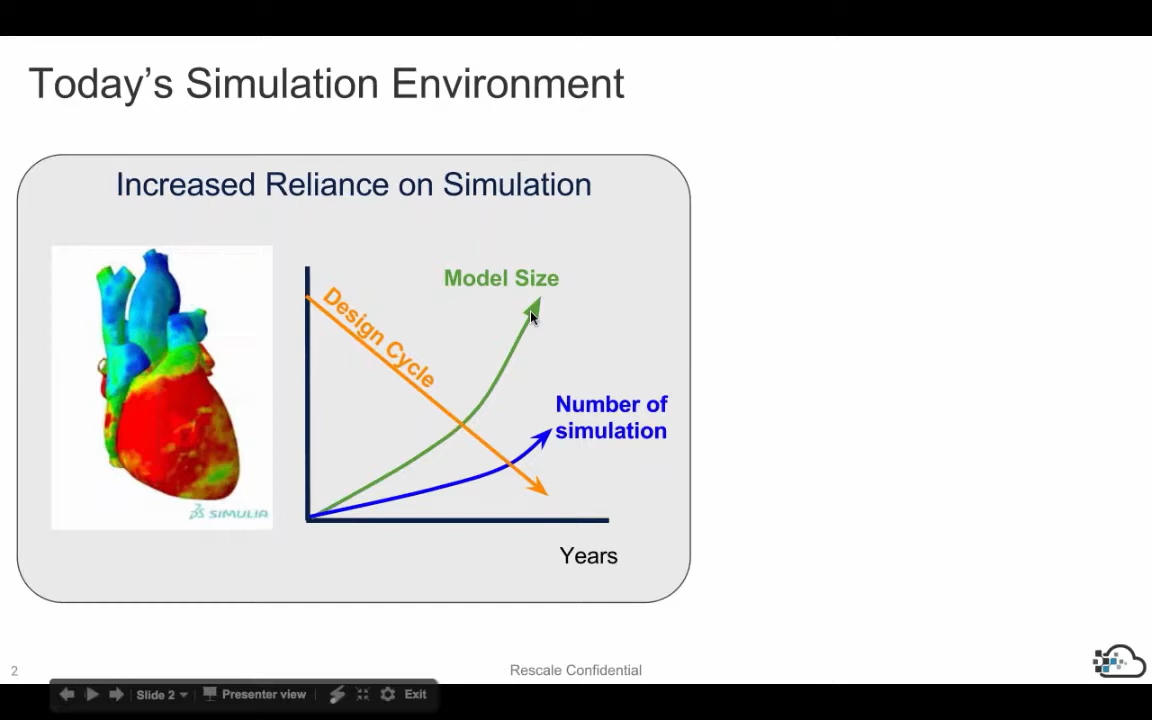 Today’s Simulation Environment
Increased Reliance on Simulation
Model Size
Design Cycle
Number of
simulation
SIMULIA
Years
2
Rescale Confidential
Slide 2
Presenter view
Exit